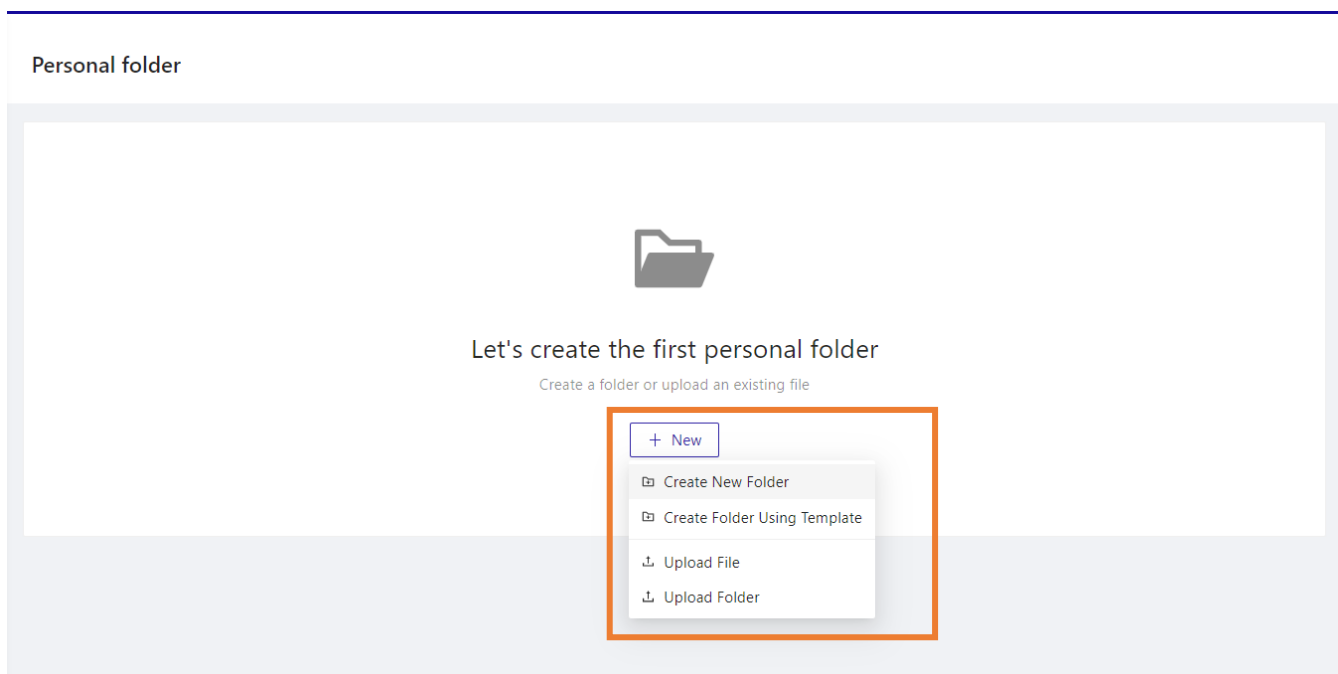 Personal folder
Let's create the first personal folder
Create a folder or upload an existing file
+ New
Create New Folder
Create Folder Using Template
Upload File
Upload Folder